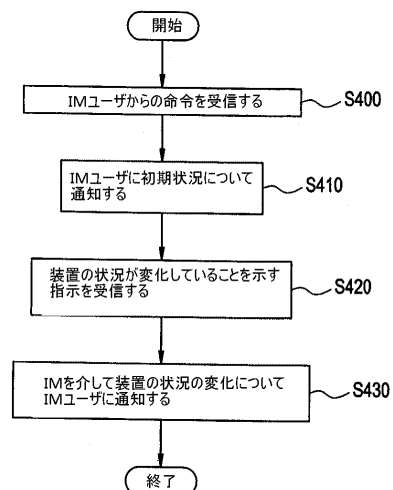 開始
IMユーザからの命令を受信する
S400
IMユーザに初期状況について
通知する
S410
装置の状況が変化していることを示す
指示を受信する
S420
IMを介して装置の状況の変化について
IMユーザに通知する
S430
終了